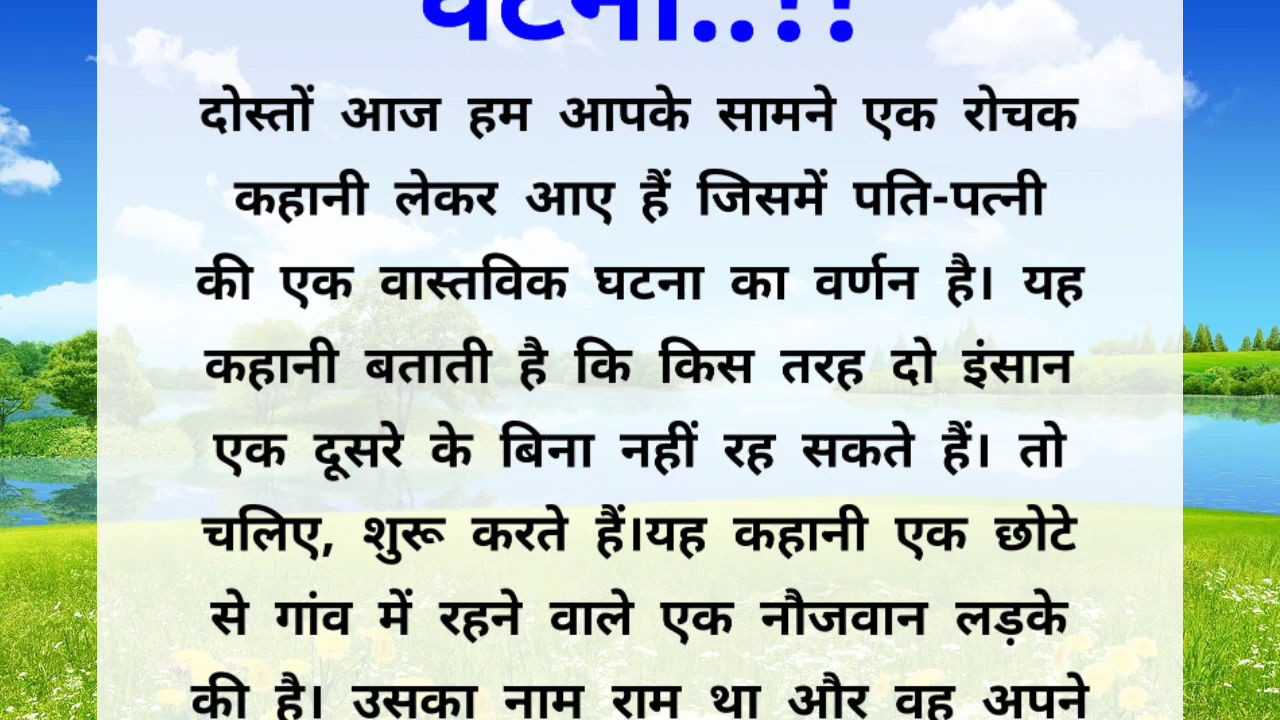 घटना..!!
दोस्तों आज हम आपके सामने एक रोचक
कहानी लेकर आए हैं जिसमें पति-पत्नी
की एक वास्तविक घटना का वर्णन है। यह
कहानी बताती है कि किस तरह दो इंसान
एक दूसरे के बिना नहीं रह सकते हैं। तो
चलिए, शुरू करते हैं।यह कहानी एक छोटे
से गांव में रहने वाले एक नौजवान लड़के
की है। उसका नाम राम था और वह अपने